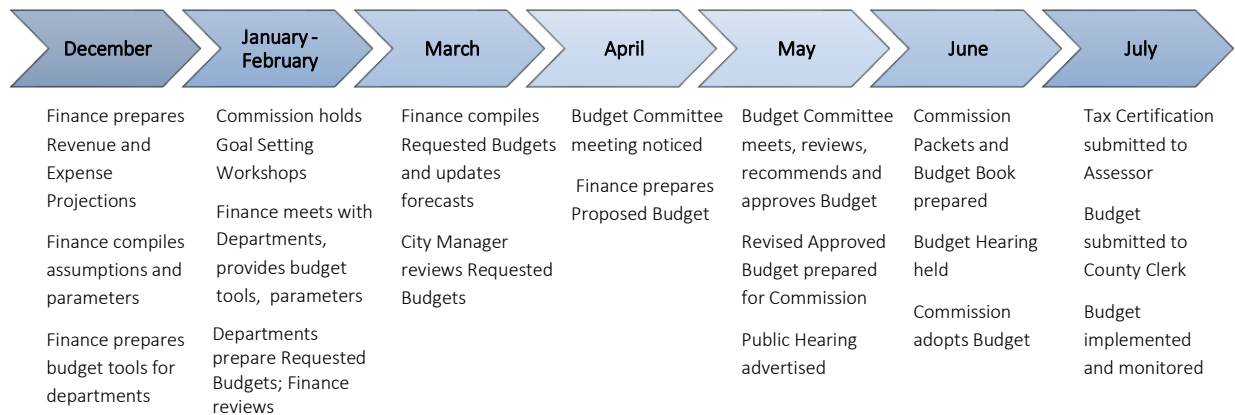 December
January -
February
March
April
May
June
July
Finance prepares
Revenue and
Expense
Projections
Finance compiles
assumptions and
parameters
Finance prepares
budget tools for
departments
Commission holds
Goal Setting
Workshops
Finance meets with
Departments,
provides budget
tools, parameters
Departments
prepare Requested
Budgets; Finance
reviews
Finance compiles
Requested Budgets
and updates
forecasts
City Manager
reviews Requested
Budgets
Budget Committee
meeting noticed
Finance prepares
Proposed Budget
Budget Committee
meets, reviews,
recommends and
approves Budget
Revised Approved
Budget prepared
for Commission
Public Hearing
advertised
Commission
Packets and
Budget Book
prepared
Budget Hearing
held
Commission
adopts Budget
Tax Certification
submitted to
Assessor
Budget
submitted to
County Clerk
Budget
implemented
and monitored